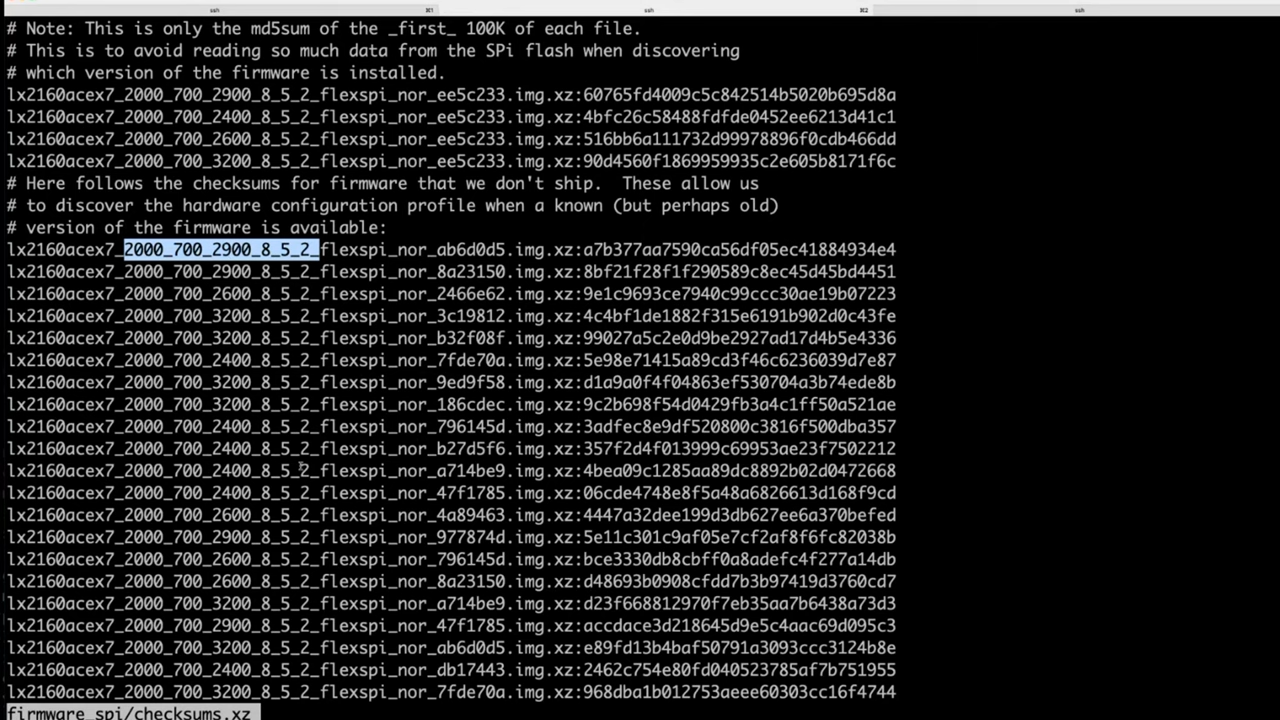 ssh ⌘1 ssh ⌘2 ssh
# Note: This is only the md5sum of the _first_ 100K of each file.
# This is to avoid reading so much data from the SPi flash when discovering
# which version of the firmware is installed.
lx2160acex7_2000_700_2900_8_5_2_flexspi_nor_ee5c233.img.xz:60765fd4009c5c842514b5020b695d8a
lx2160acex7_2000_700_2400_8_5_2_flexspi_nor_ee5c233.img.xz:4bfc26c58488fdfde0452ee6213d41c1
lx2160acex7_2000_700_2600_8_5_2_flexspi_nor_ee5c233.img.xz:516bb6a111732d99978896f0cdb466dd
lx2160acex7_2000_700_3200_8_5_2_flexspi_nor_ee5c233.img.xz:90d4560f1869959935c2e605b8171f6c
# Here follows the checksums for firmware that we don't ship.  These allow us
# to discover the hardware configuration profile when a known (but perhaps old)
# version of the firmware is available:
lx2160acex7_2000_700_2900_8_5_2_flexspi_nor_ab6d0d5.img.xz:a7b377aa7590ca56df05ec41884934e4
lx2160acex7_2000_700_2900_8_5_2_flexspi_nor_8a23150.img.xz:8bf21f28f1f290589c8ec45d45bd4451
lx2160acex7_2000_700_2600_8_5_2_flexspi_nor_2466e62.img.xz:9e1c9693ce7940c99ccc30ae19b07223
lx2160acex7_2000_700_3200_8_5_2_flexspi_nor_3c19812.img.xz:4c4bf1de1882f315e6191b902d0c43fe
lx2160acex7_2000_700_3200_8_5_2_flexspi_nor_b32f08f.img.xz:99027a5c2e0d9be2927ad17d4b5e4336
lx2160acex7_2000_700_2400_8_5_2_flexspi_nor_7fde70a.img.xz:5e98e71415a89cd3f46c6236039d7e87
lx2160acex7_2000_700_3200_8_5_2_flexspi_nor_9ed9f58.img.xz:d1a9a0f4f04863ef530704a3b74ede8b
lx2160acex7_2000_700_3200_8_5_2_flexspi_nor_186cdec.img.xz:9c2b698f54d0429fb3a4c1ff50a521ae
lx2160acex7_2000_700_2400_8_5_2_flexspi_nor_796145d.img.xz:3adfec8e9df520800c3816f500dba357
lx2160acex7_2000_700_2400_8_5_2_flexspi_nor_b27d5f6.img.xz:357f2d4f013999c69953ae23f7502212
lx2160acex7_2000_700_2400_8_5_2_flexspi_nor_a714be9.img.xz:4bea09c1285aa89dc8892b02d0472668
lx2160acex7_2000_700_2400_8_5_2_flexspi_nor_47f1785.img.xz:06cde4748e8f5a48a6826613d168f9cd
lx2160acex7_2000_700_2600_8_5_2_flexspi_nor_4a89463.img.xz:4447a32dee199d3db627ee6a370befed
lx2160acex7_2000_700_2900_8_5_2_flexspi_nor_977874d.img.xz:5e11c301c9af05e7cf2af8f6fc82038b
lx2160acex7_2000_700_2600_8_5_2_flexspi_nor_796145d.img.xz:bce3330db8cbff0a8adefc4f277a14db
lx2160acex7_2000_700_2600_8_5_2_flexspi_nor_8a23150.img.xz:d48693b0908cfdd7b3b97419d3760cd7
lx2160acex7_2000_700_3200_8_5_2_flexspi_nor_a714be9.img.xz:d23f668812970f7eb35aa7b6438a73d3
lx2160acex7_2000_700_2900_8_5_2_flexspi_nor_47f1785.img.xz:accdace3d218645d9e5c4aac69d095c3
lx2160acex7_2000_700_3200_8_5_2_flexspi_nor_ab6d0d5.img.xz:e89fd13b4baf50791a3093ccc3124b8e
lx2160acex7_2000_700_2400_8_5_2_flexspi_nor_db17443.img.xz:2462c754e80fd040523785af7b751955
lx2160acex7_2000_700_3200_8_5_2_flexspi_nor_7fde70a.img.xz:968dba1b012753aeee60303cc16f4744
firmware_spi/checksums.xz